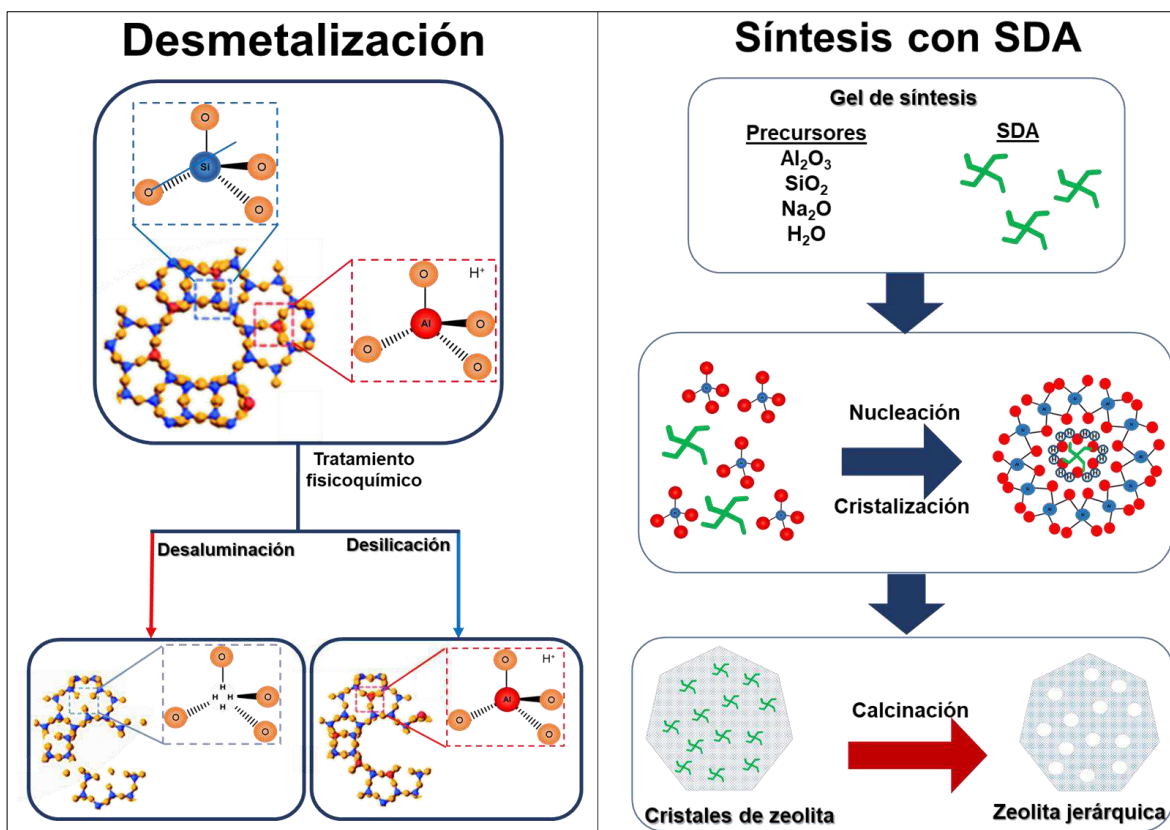 Desmetalización
O
Si
O
O
O
H⁺
O
Al
O
O
O
Tratamiento
fisicoquímico
Desaluminación
Desilicación
O
H
H H
H
O
O
O
H⁺
O
Al
O
O
O
Síntesis con SDA
Gel de síntesis
Precursores
Al₂O₃
SiO₂
Na₂O
H₂O
SDA
Nucleación
Cristalización
H H H H H H H H H H
Calcinación
Cristales de zeolita
Zeolita jerárquica